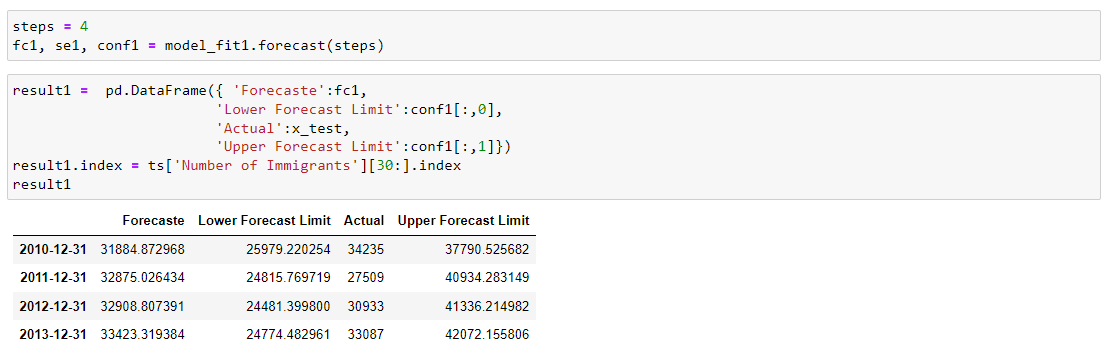 steps = 4
fc1, se1, conf1 = model_fit1.forecast(steps)
result1 =  pd.DataFrame({ 'Forecaste':fc1,
'Lower Forecast Limit':conf1[:,0],
'Actual':x_test,
'Upper Forecast Limit':conf1[:,1]})
result1.index = ts['Number of Immigrants'][30:].index
result1
Forecaste Lower Forecast Limit Actual Upper Forecast Limit
2010-12-31 31884.872968 25979.220254 34235 37790.525682
2011-12-31 32875.026434 24815.769719 27509 40934.283149
2012-12-31 32908.807391 24481.399800 30933 41336.214982
2013-12-31 33423.319384 24774.482961 33087 42072.155806